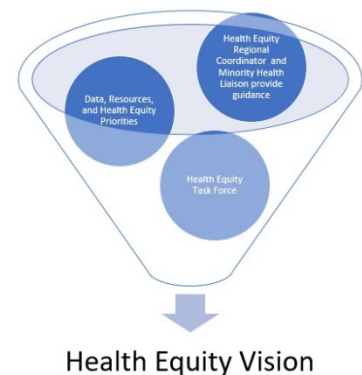 Health Equity
Regional
Coordinator and
Minority Health
Liaison provide
guidance
Data, Resources,
and Health Equity
Priorities
Health Equity
Task Force
Health Equity Vision